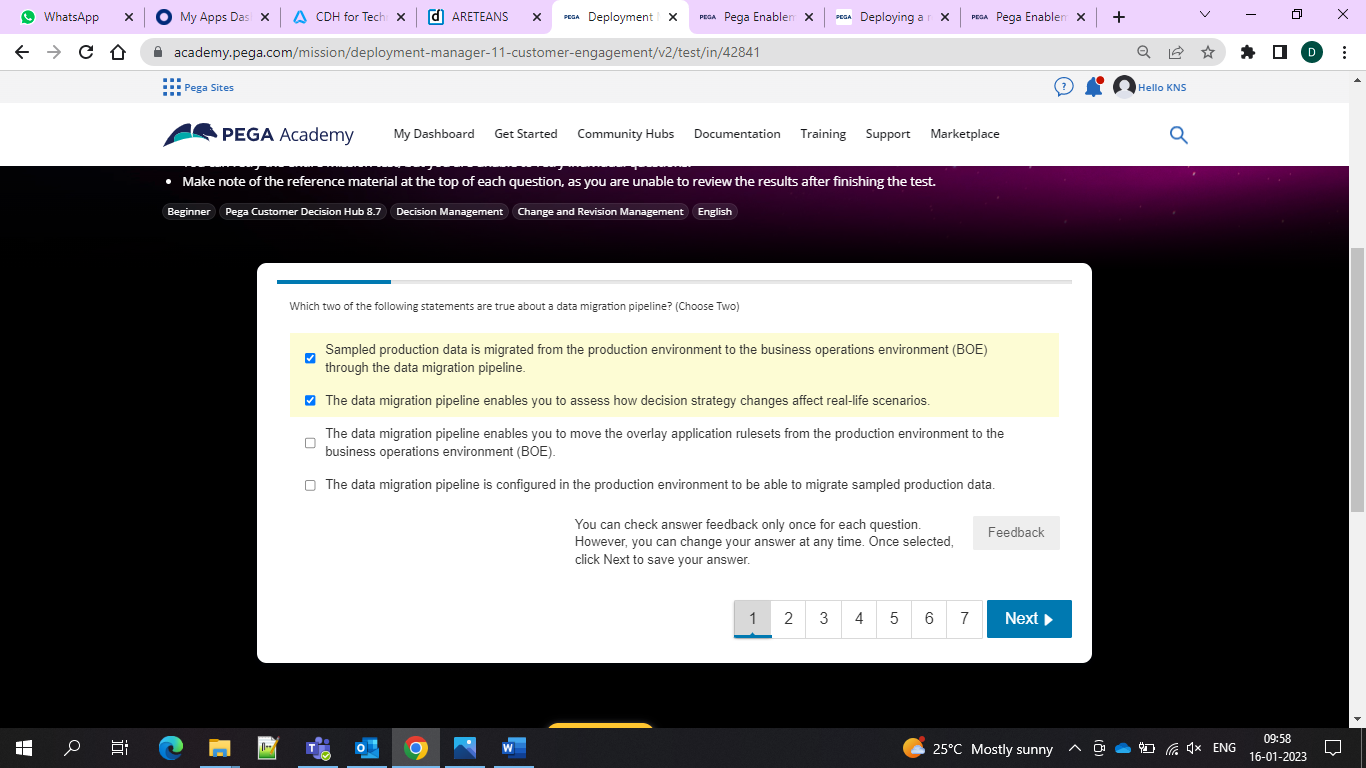 WhatsApp
My Apps Das
CDH for Tech
ARETEANS
Deployment
PEGA Pega Enablem
PEGA Deploying a r
PEGA Pega Enablem
academy.pega.com/mission/deployment-manager-11-customer-engagement/v2/test/in/42841
D
Pega Sites
? Hello KNS
PEGA Academy
My Dashboard Get Started Community Hubs Documentation Training Support Marketplace
• Make note of the reference material at the top of each question, as you are unable to review the results after finishing the test.
Beginner Pega Customer Decision Hub 8.7 Decision Management Change and Revision Management English
Which two of the following statements are true about a data migration pipeline? (Choose Two)
Sampled production data is migrated from the production environment to the business operations environment (BOE)
through the data migration pipeline.
The data migration pipeline enables you to assess how decision strategy changes affect real-life scenarios.
The data migration pipeline enables you to move the overlay application rulesets from the production environment to the
business operations environment (BOE).
The data migration pipeline is configured in the production environment to be able to migrate sampled production data.
You can check answer feedback only once for each question.
However, you can change your answer at any time. Once selected,
click Next to save your answer.
Feedback
1 2 3 4 5 6 7 Next
25°C Mostly sunny
ENG
09:58
16-01-2023